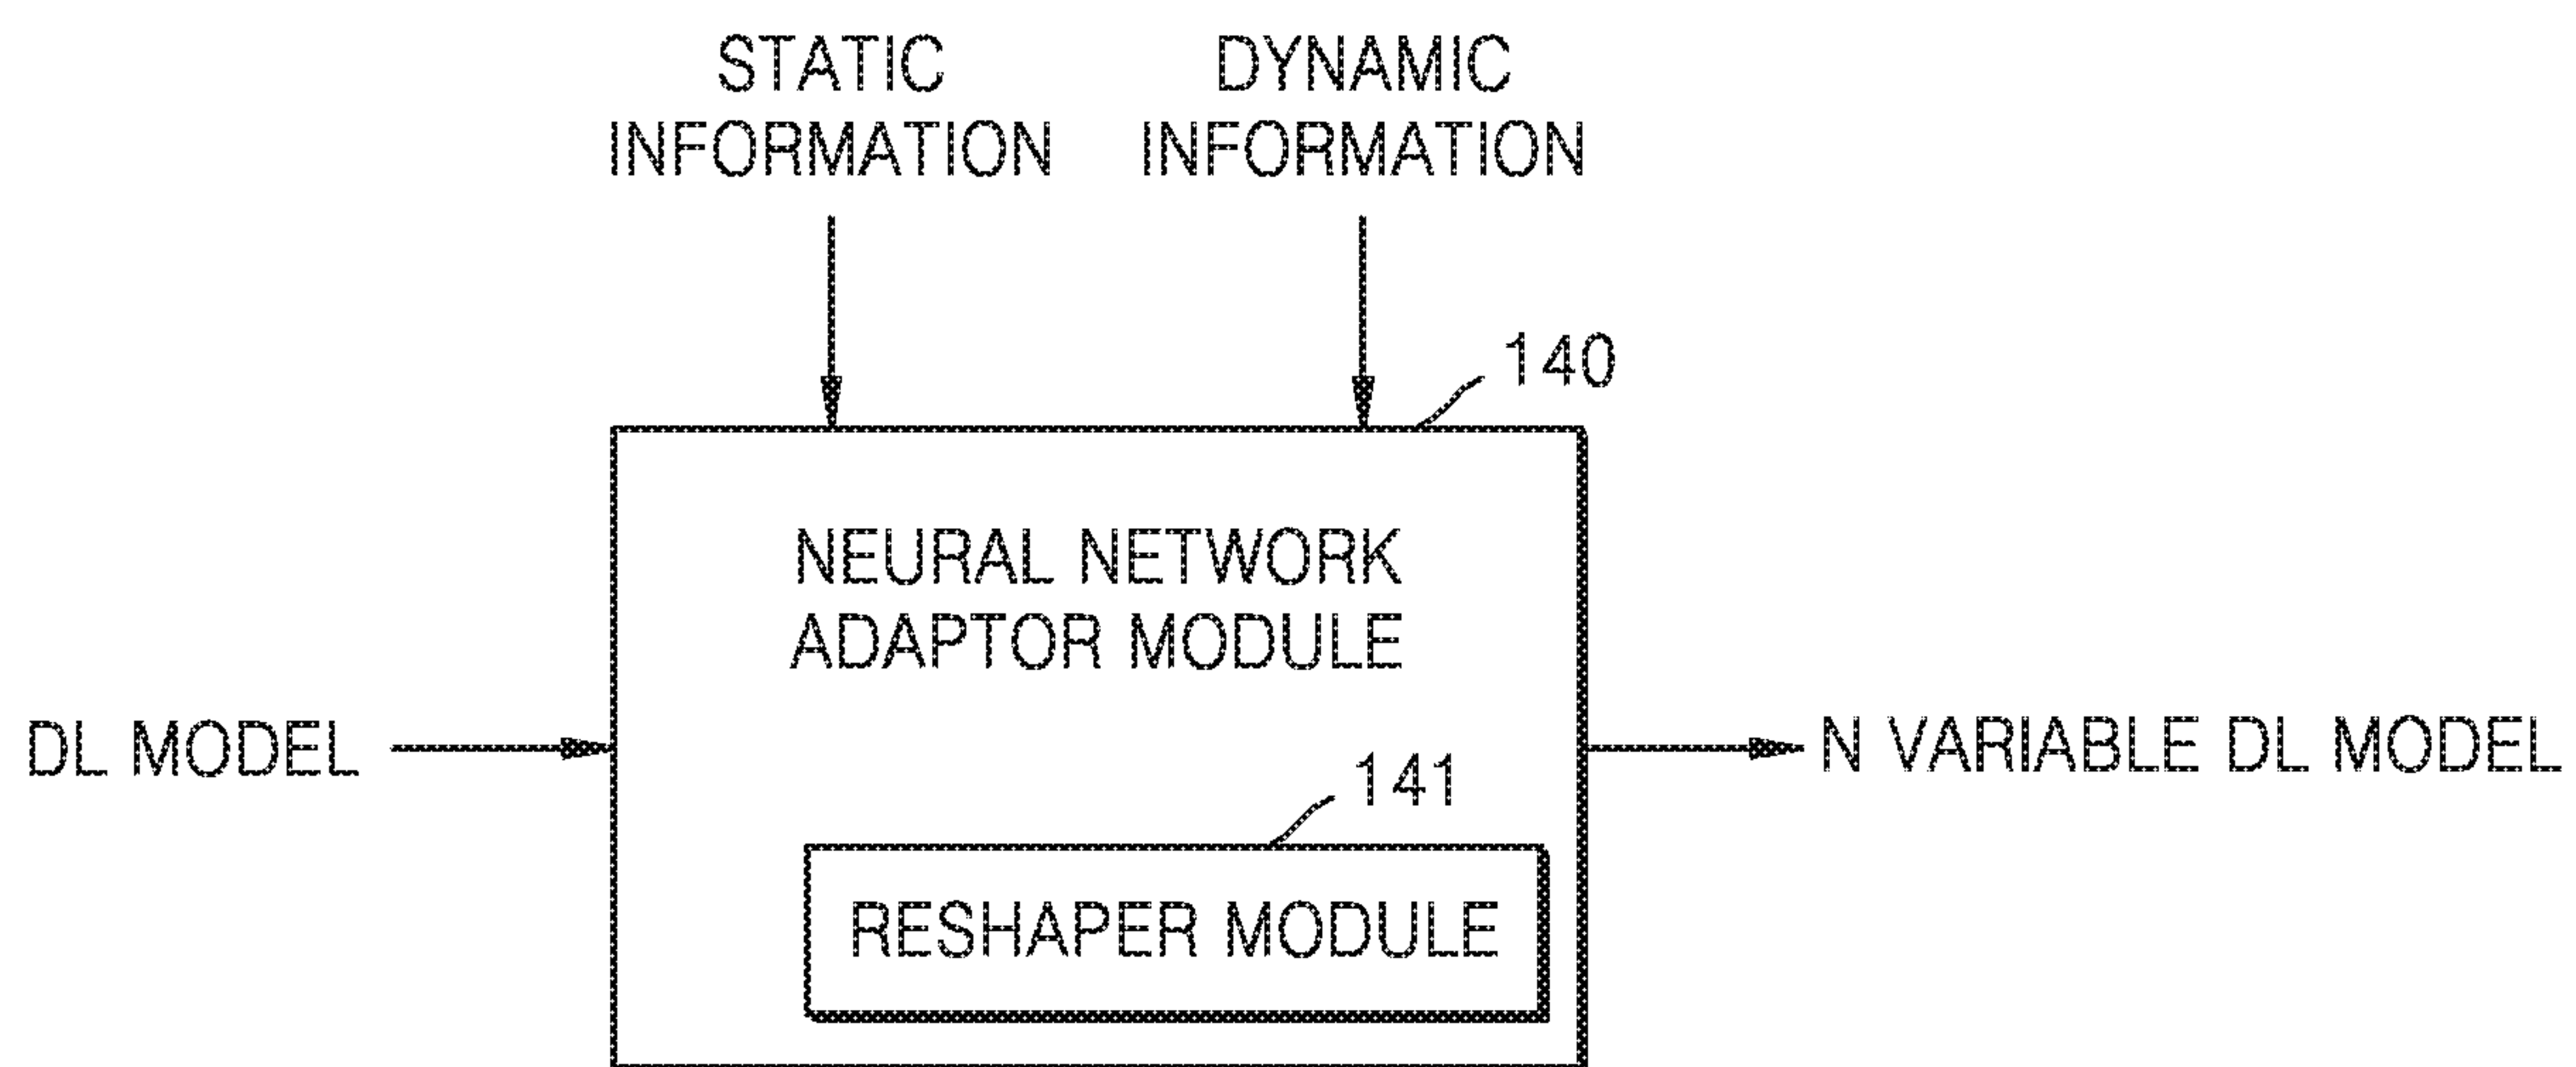 STATIC
INFORMATION
DYNAMIC
INFORMATION
140
NEURAL NETWORK
ADAPTOR MODULE
DL MODEL
N VARIABLE DL MODEL
141
RESHAPER MODULE